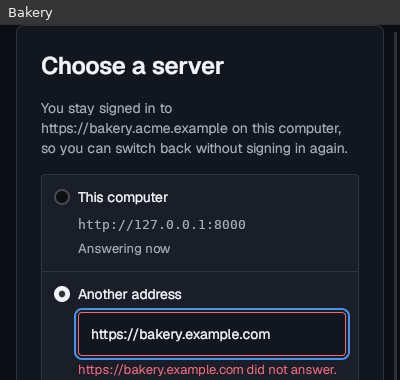 Bakery
Choose a server
You stay signed in to
https://bakery.acme.example on this computer,
so you can switch back without signing in again.
This computer
http://127.0.0.1:8000
Answering now
Another address
https://bakery.example.com
https://bakery.example.com did not answer.